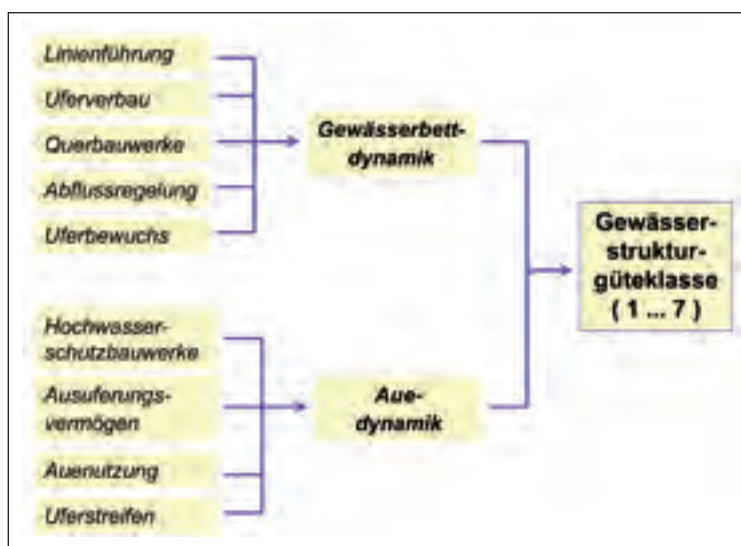 Linienführung
Uferverbau
Querbauwerke
Abflussregelung
Uferbewuchs
Gewässerbett-
dynamik
Hochwasser-
schutzbauwerke
Ausuferungs-
vermögen
Auenutzung
Uferstreifen
Aue-
dynamik
Gewässer-
struktur-
güteklasse
( 1 ... 7 )